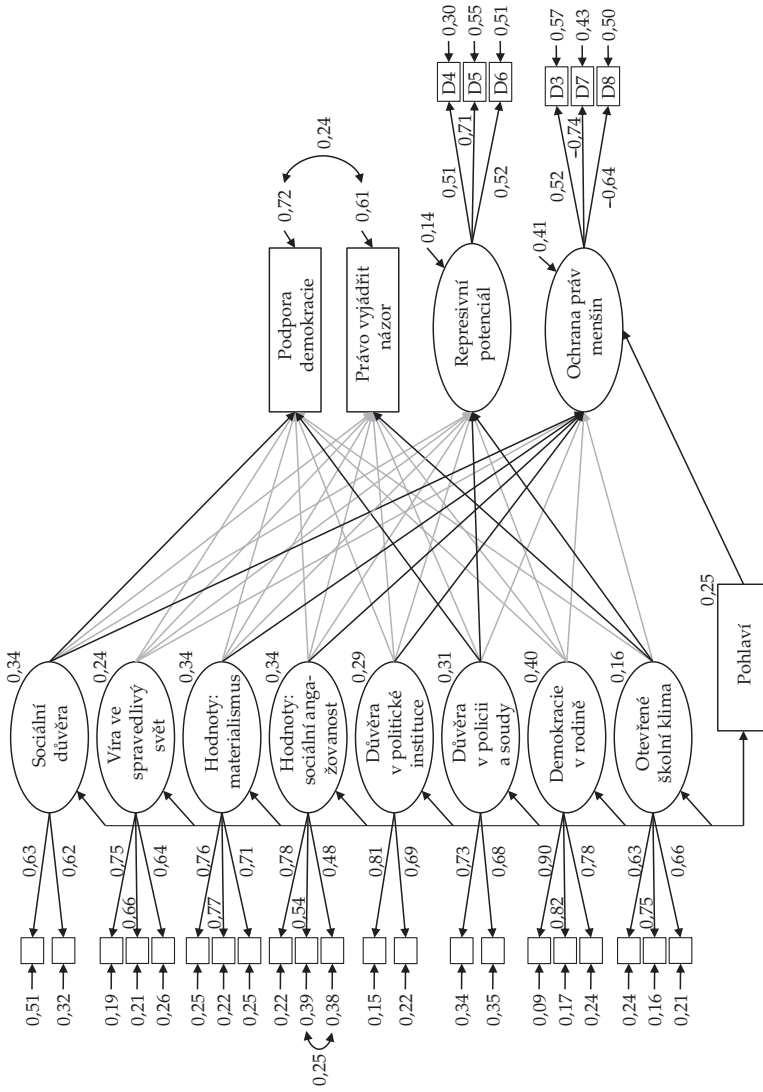 0,51
0,32
0,19
0,21
0,26
0,25
0,22
0,25
0,22
0,39
0,38
0,25
0,15
0,22
0,34
0,35
0,09
0,17
0,24
0,24
0,16
0,21
0,63
0,62
0,75
0,66
0,64
0,76
0,77
0,71
0,78
0,54
0,48
0,81
0,69
0,73
0,68
0,90
0,82
0,78
0,63
0,75
0,66
Sociální
důvěra
0,34
Víra ve
spravedlivý
svět
0,24
Hodnoty:
materialismus
0,34
Hodnoty:
sociální anga-
žovanost
0,34
Důvěra
v politické
instituce
0,29
Důvěra
v policii
a soudy
0,31
Demokracie
v rodině
0,40
Otevřené
školní klima
0,16
Pohlaví
0,25
Podpora
demokracie
0,72
Právo vyjádřit
názor
0,61
0,24
Represivní
potenciál
0,14
Ochrana práv
menšin
0,41
0,51
0,71
0,52
D4
D5
D6
0,30
0,55
0,51
0,52
−0,74
−0,64
D3
D7
D8
0,57
0,43
0,50